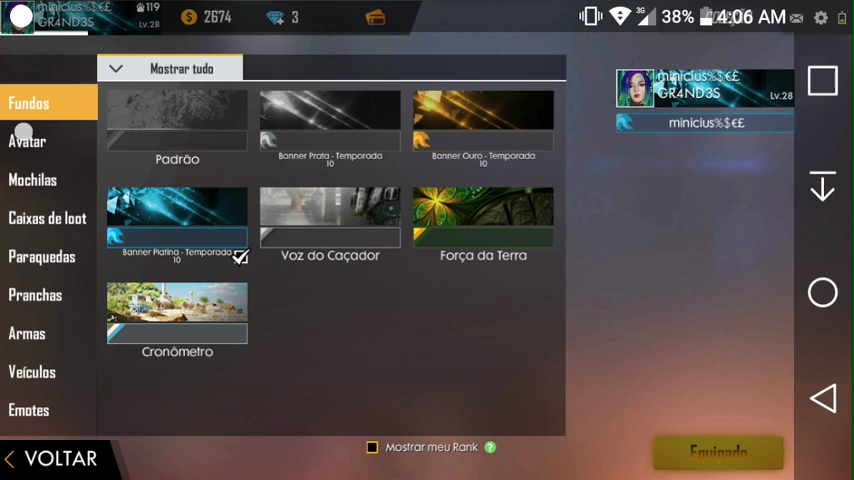 minicius%$€£
GR4ND3S
119
Lv.28
2674
3
3G
38%
4:06 AM
Mostrar tudo
Fundos
Avatar
Mochilas
Caixas de loot
Paraquedas
Pranchas
Armas
Veículos
Emotes
Padrão
Banner Prata - Temporada
10
Banner Ouro - Temporada
10
Banner Platina - Temporada
10
Voz do Caçador
Força da Terra
Cronômetro
minicius%$€£
GR4ND3S
Lv.28
minicius%$€£
Mostrar meu Rank ?
VOLTAR
Equipado